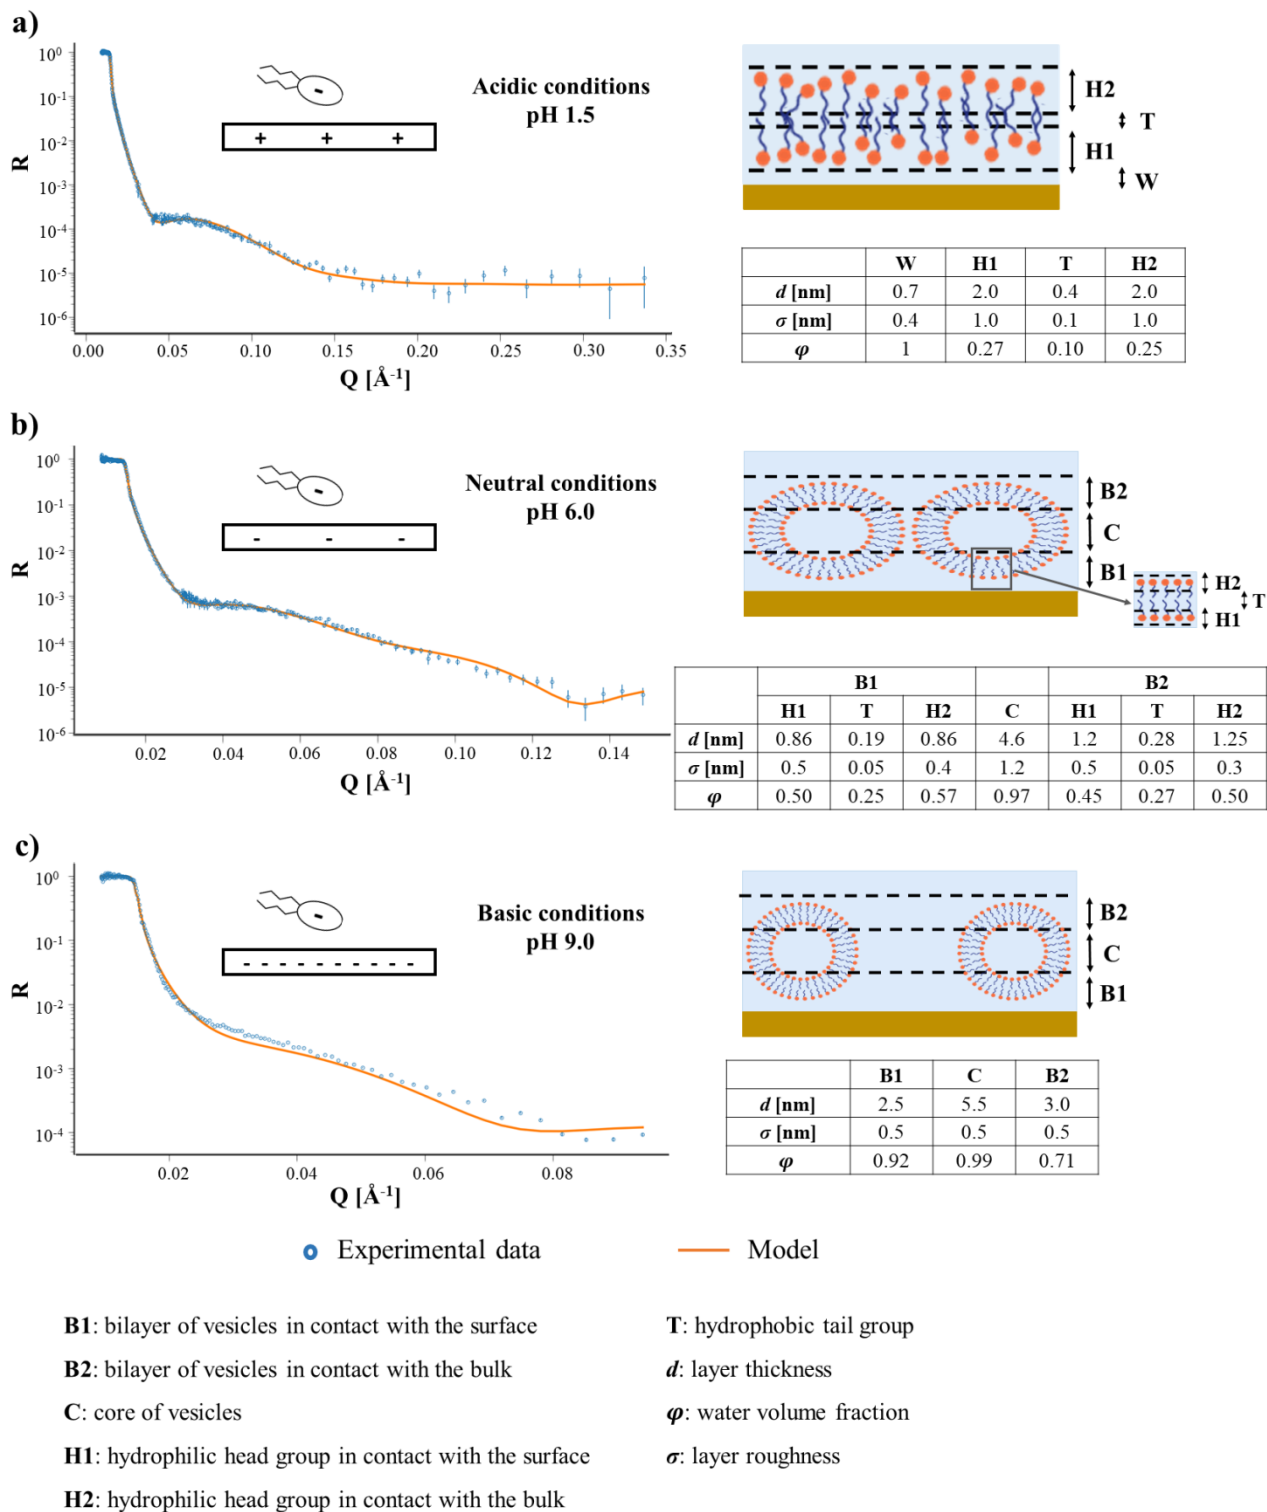 a)
10⁰
10⁻¹
10⁻²
10⁻³
10⁻⁴
10⁻⁵
10⁻⁶
R
0.00 0.05 0.10 0.15 0.20 0.25 0.30 0.35
Q [Å⁻¹]
-
+ + +
Acidic conditions
pH 1.5
H2
T
H1
W
W H1 T H2
d [nm] 0.7 2.0 0.4 2.0
σ [nm] 0.4 1.0 0.1 1.0
φ 1 0.27 0.10 0.25
b)
10⁰
10⁻¹
10⁻²
10⁻³
10⁻⁴
10⁻⁵
10⁻⁶
R
0.02 0.04 0.06 0.08 0.10 0.12 0.14
Q [Å⁻¹]
-
- - -
Neutral conditions
pH 6.0
B2
C
B1
H2
T
H1
B1 B2
H1 T H2 C H1 T H2
d [nm] 0.86 0.19 0.86 4.6 1.2 0.28 1.25
σ [nm] 0.5 0.05 0.4 1.2 0.5 0.05 0.3
φ 0.50 0.25 0.57 0.97 0.45 0.27 0.50
c)
10⁰
10⁻¹
10⁻²
10⁻³
10⁻⁴
R
0.02 0.04 0.06 0.08
Q [Å⁻¹]
-
- - - - - - - - - -
Basic conditions
pH 9.0
B2
C
B1
B1 C B2
d [nm] 2.5 5.5 3.0
σ [nm] 0.5 0.5 0.5
φ 0.92 0.99 0.71
Experimental data
Model
B1: bilayer of vesicles in contact with the surface
B2: bilayer of vesicles in contact with the bulk
C: core of vesicles
H1: hydrophilic head group in contact with the surface
H2: hydrophilic head group in contact with the bulk
T: hydrophobic tail group
d: layer thickness
φ: water volume fraction
σ: layer roughness